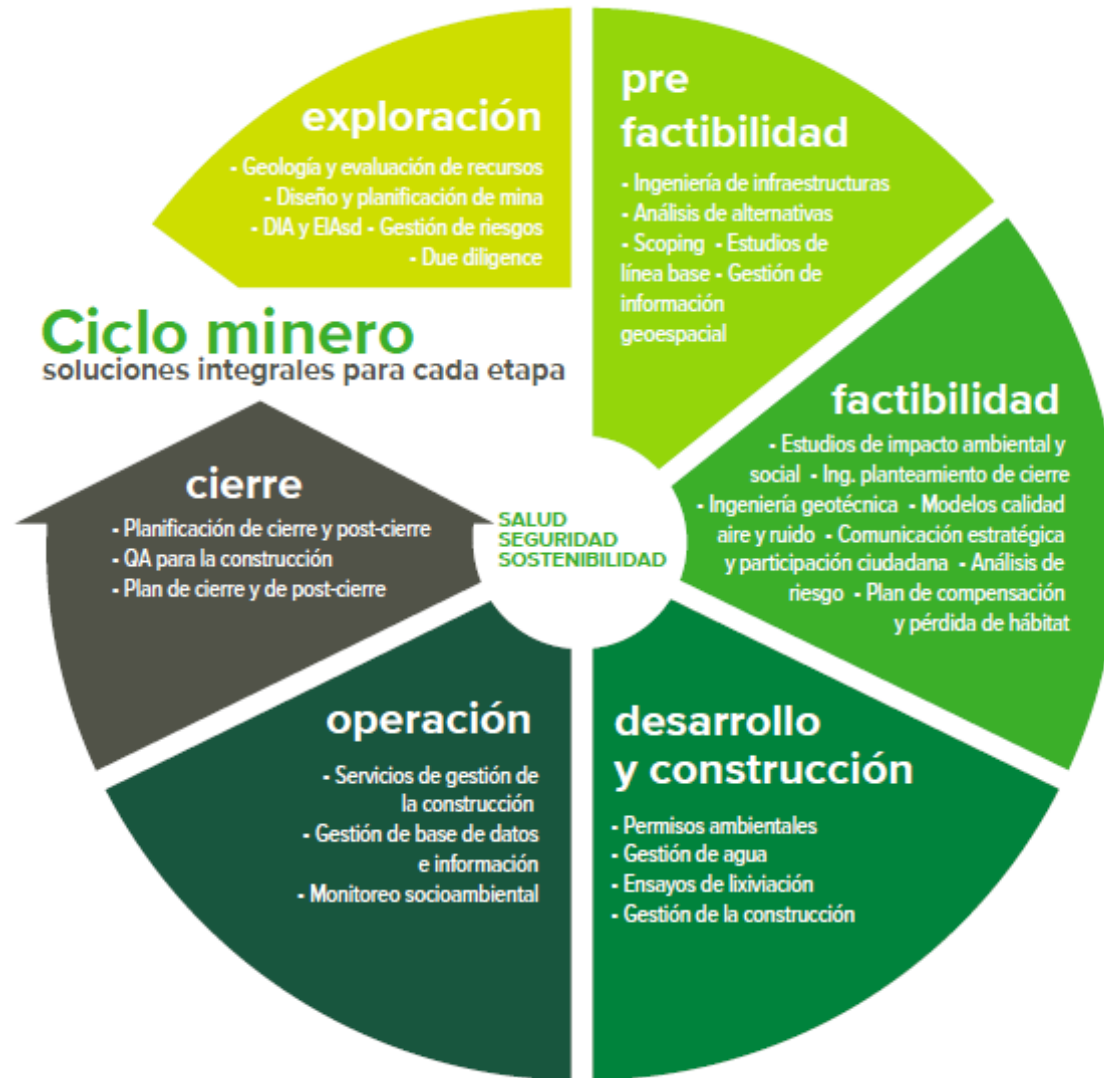 exploración
- Geología y evaluación de recursos
- Diseño y planificación de mina
- DIA y EIAsd - Gestión de riesgos
- Due diligence
pre
factibilidad
- Ingeniería de infraestructuras
- Análisis de alternativas
- Scoping - Estudios de
línea base - Gestión de
información
geoespacial
Ciclo minero
soluciones integrales para cada etapa
factibilidad
- Estudios de impacto ambiental y
social - Ing. planteamiento de cierre
- Ingeniería geotécnica - Modelos calidad
aire y ruido - Comunicación estratégica
y participación ciudadana - Análisis de
riesgo - Plan de compensación
y pérdida de hábitat
cierre
- Planificación de cierre y post-cierre
- QA para la construcción
- Plan de cierre y de post-cierre
SALUD
SEGURIDAD
SOSTENIBILIDAD
operación
- Servicios de gestión de
la construcción
- Gestión de base de datos
e información
- Monitoreo socioambiental
desarrollo
y construcción
- Permisos ambientales
- Gestión de agua
- Ensayos de lixiviación
- Gestión de la construcción